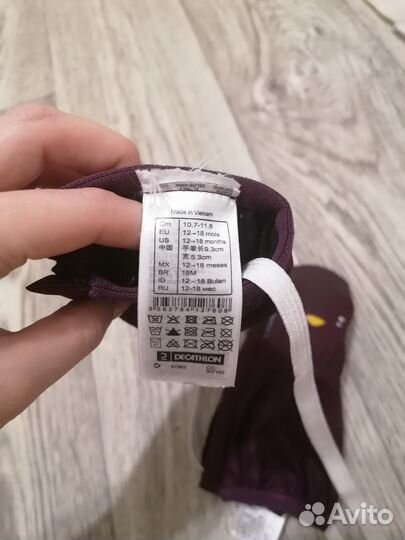 Made in Vietnam
Cm 10.7-11.8
EU 12→18 mois
US 12→18 months
中国 手掌长9.3cm
宽5.3cm
MX 12→18 meses
BR 18M
ID 12→18 Bulan
RU 12-18 мес
3583784127808
DECATHLON
Avito